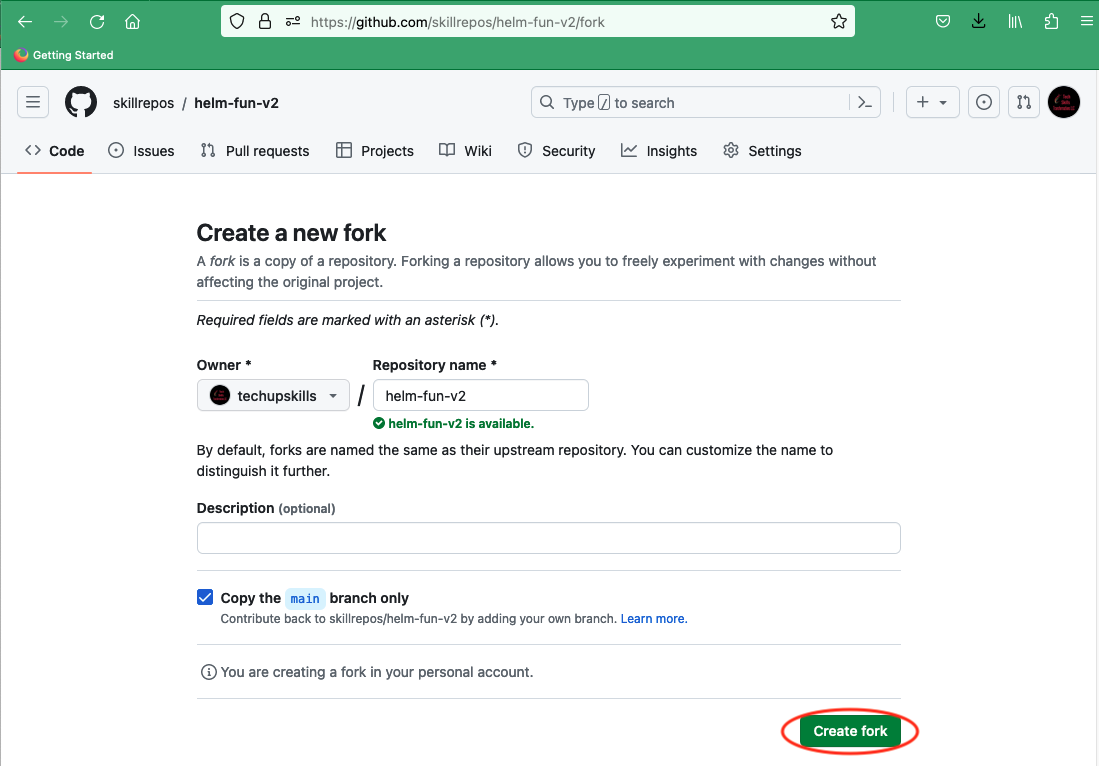 https://github.com/skillrepos/helm-fun-v2/fork
Getting Started
skillrepos / helm-fun-v2
Type / to search
Code Issues Pull requests Projects Wiki Security Insights Settings
Create a new fork
A fork is a copy of a repository. Forking a repository allows you to freely experiment with changes without
affecting the original project.
Required fields are marked with an asterisk (*).
Owner * Repository name *
techupskills / helm-fun-v2
helm-fun-v2 is available.
By default, forks are named the same as their upstream repository. You can customize the name to
distinguish it further.
Description (optional)
Copy the main branch only
Contribute back to skillrepos/helm-fun-v2 by adding your own branch. Learn more.
You are creating a fork in your personal account.
Create fork